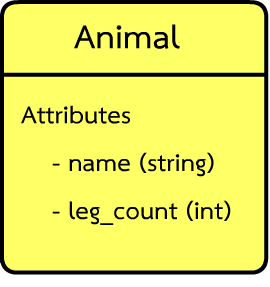 Animal
Attributes
- name (string)
- leg_count (int)